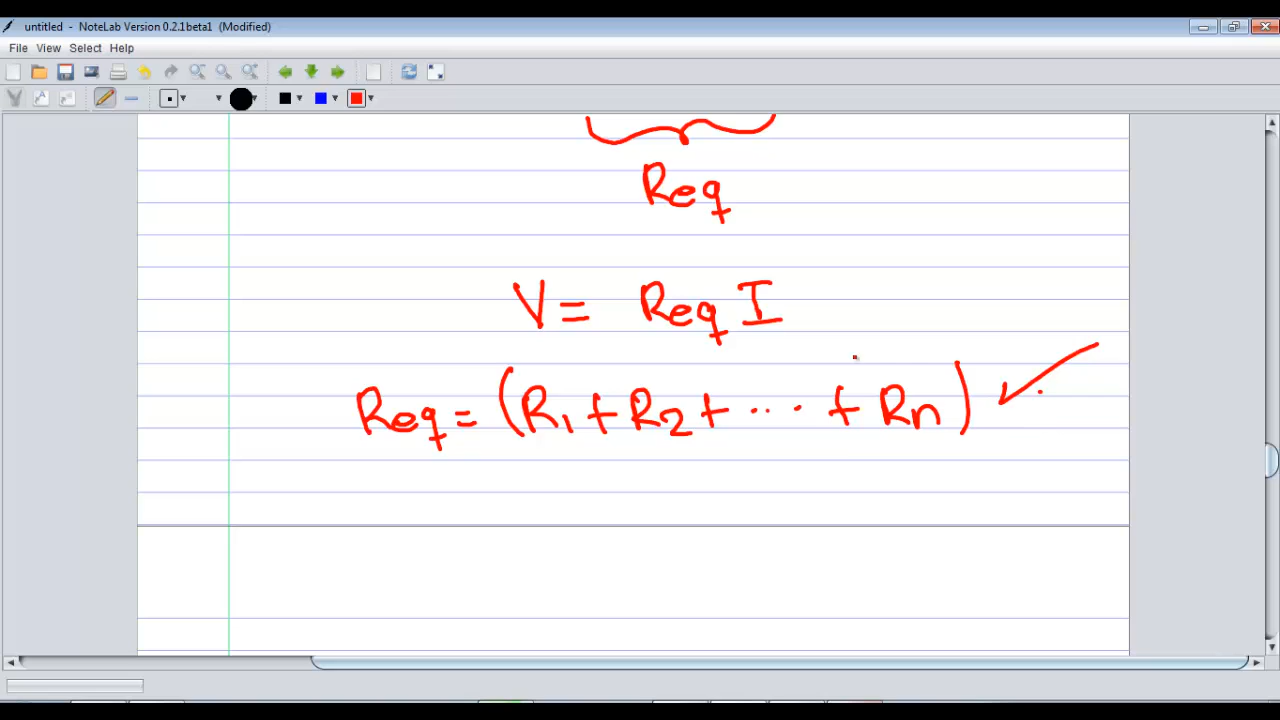 untitled - NoteLab Version 0.2.1beta1 (Modified)
File View Select Help
Req
V = Req I
Req = (R1 + R2 + ... + Rn) ✓